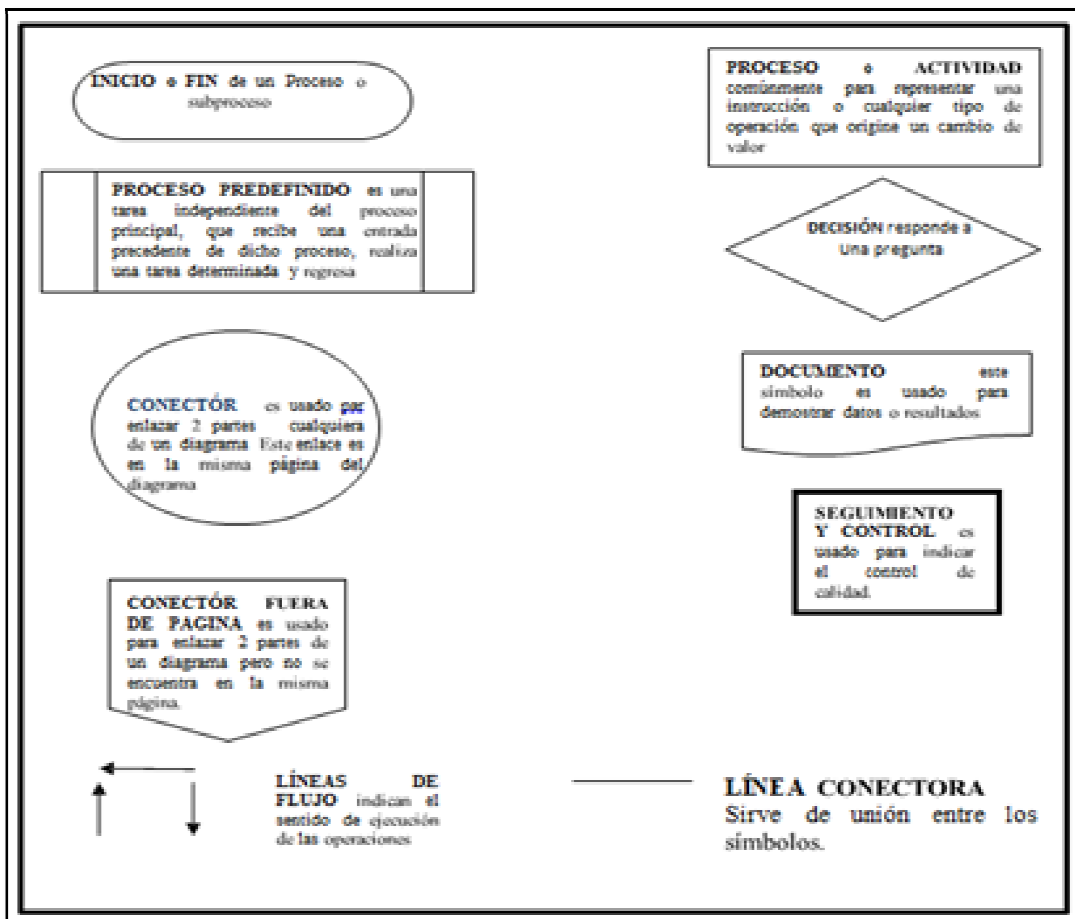 INICIO o FIN de un Proceso o
subproceso
PROCESO o ACTIVIDAD
comúnmente para representar una
instrucción o cualquier tipo de
operación que origine un cambio de
valor
PROCESO PREDEFINIDO es una
tarea independiente del proceso
principal, que recibe una entrada
precedente de dicho proceso, realiza
una tarea determinada y regresa
DECISIÓN responde a
Una pregunta
CONECTÓR es usado par
enlazar 2 partes cualquiera
de un diagrama Este enlace es
en la misma página del
diagrama
DOCUMENTO este
símbolo es usado para
demostrar datos o resultados
SEGUIMIENTO
Y CONTROL es
usado para indicar
el control de
calidad.
CONECTÓR FUERA
DE PAGINA es usado
para enlazar 2 partes de
un diagrama pero no se
encuentra en la misma
página.
LÍNEAS DE
FLUJO indican el
sentido de ejecución
de las operaciones
LÍNEA CONECTORA
Sirve de unión entre los
símbolos.